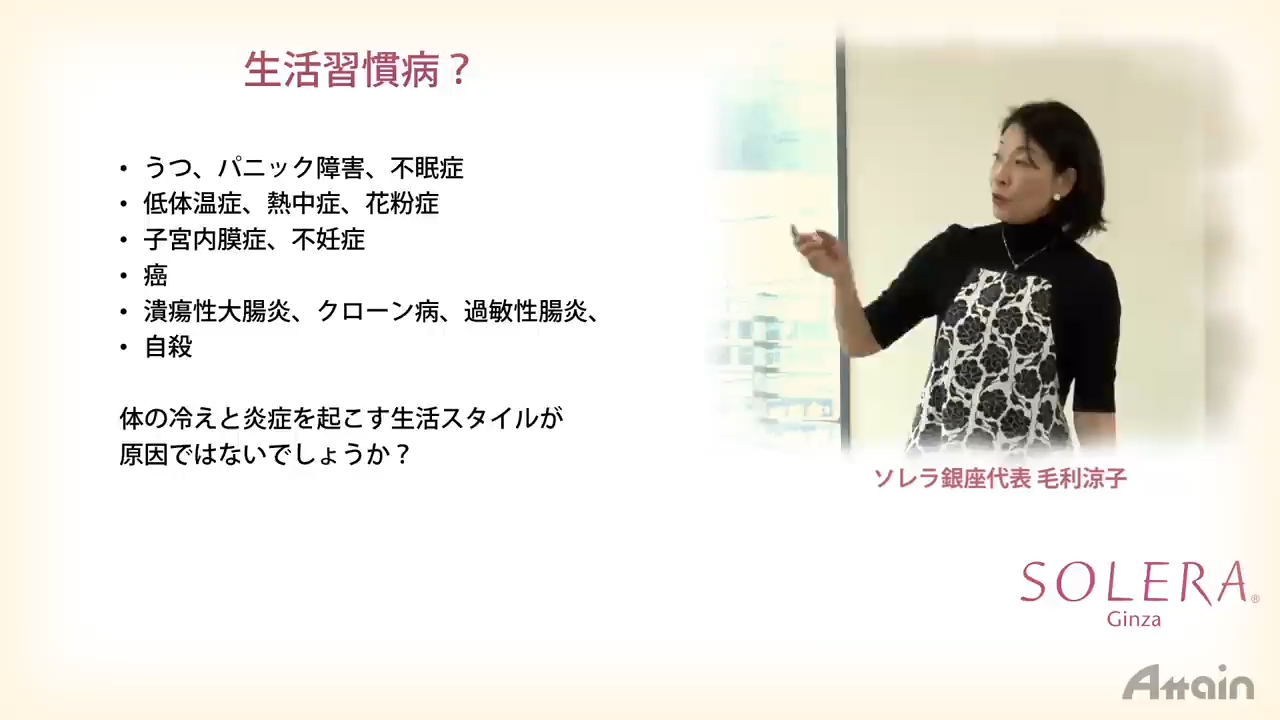 生活習慣病？
• うつ、パニック障害、不眠症
• 低体温症、熱中症、花粉症
• 子宮内膜症、不妊症
• 癌
• 潰瘍性大腸炎、クローン病、過敏性腸炎、
• 自殺
体の冷えと炎症を起こす生活スタイルが
原因ではないでしょうか？
ソレラ銀座代表 毛利涼子
SOLERA®
Ginza
Attain